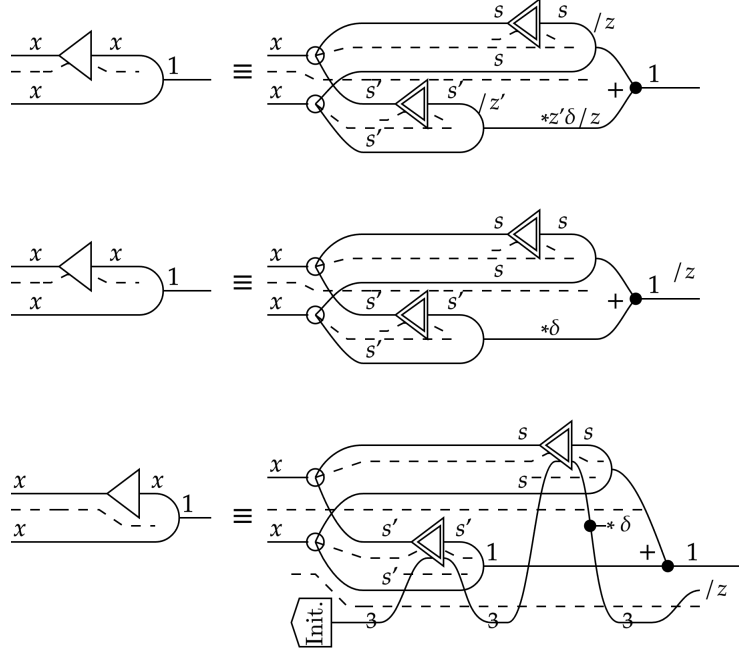 x x 1
x
≡
s s /z
x
s
x s′ s′ /z′
s′
*z′δ/z
+ 1
x x 1
x
≡
s s
x
s
x s′ s′
s′
*δ
+ 1 /z
x x 1
x
≡
s s
x
s
x s′ s′ 1
s′
*δ
+ 1
/z
Init. 3 3 3